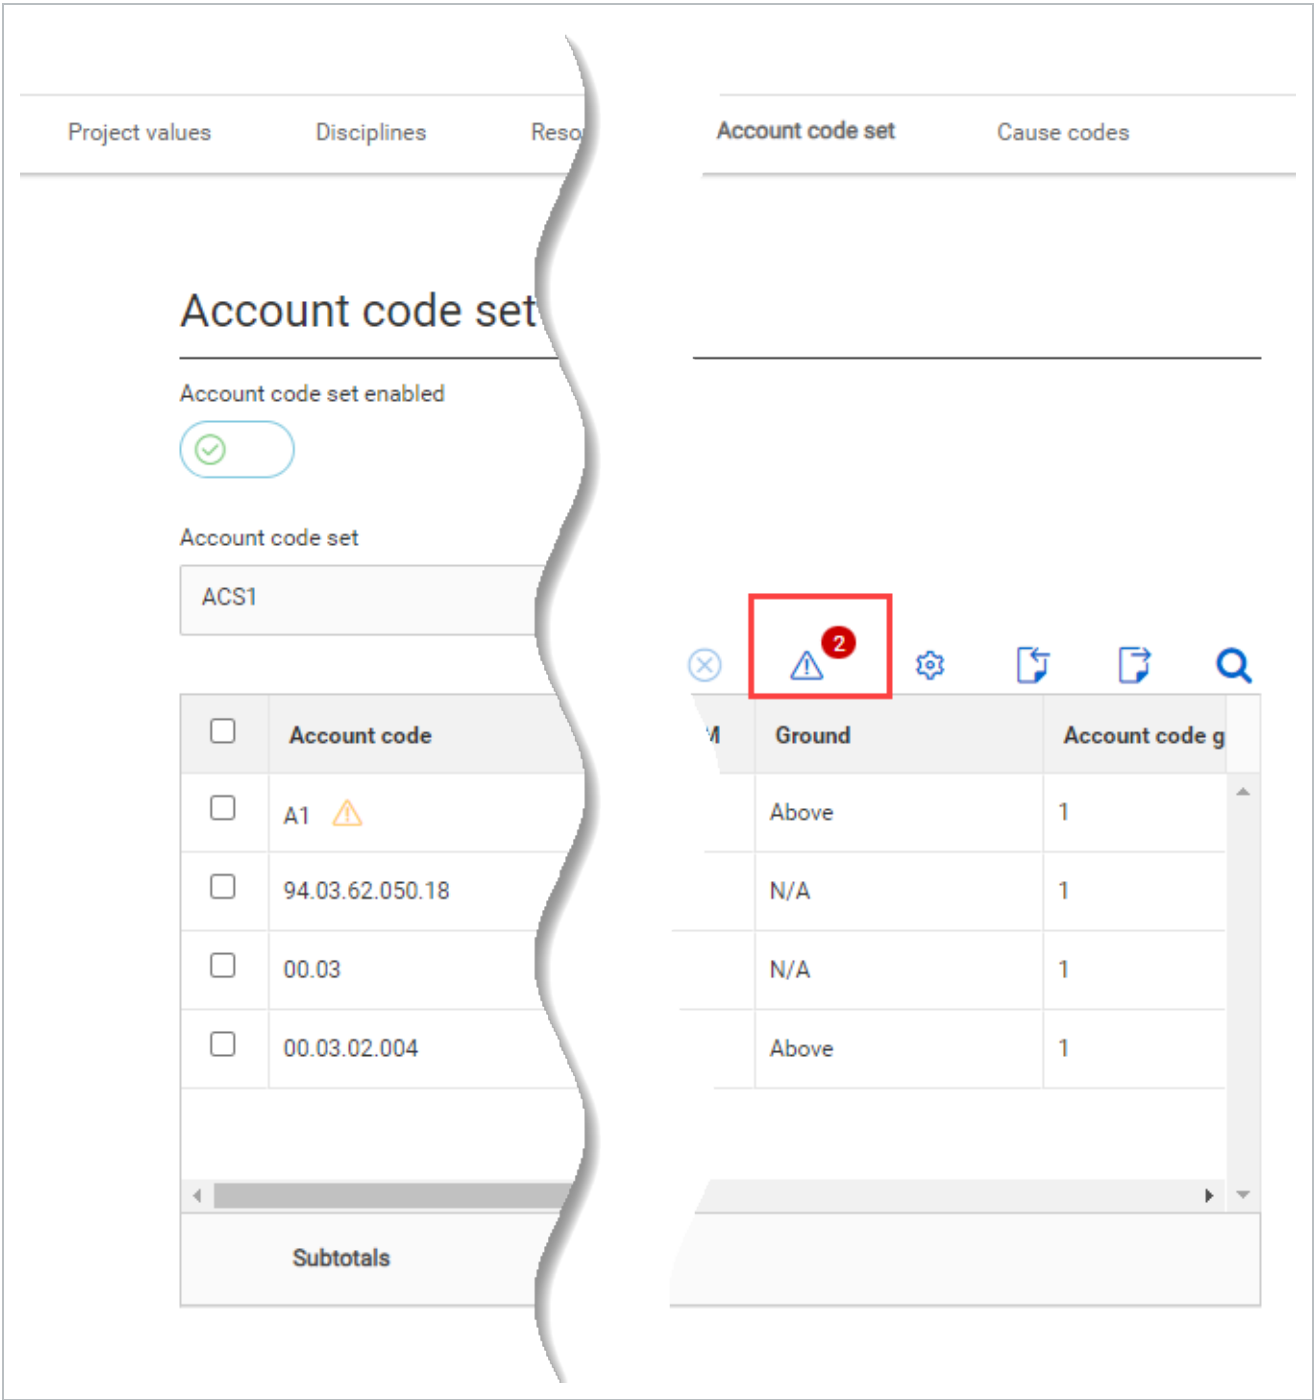 Project values Disciplines Account code set Cause codes
Account code set
Account code set enabled
Account code set
ACS1
2
Account code Ground Account code g
A1 Above 1
94.03.62.050.18 N/A 1
00.03 N/A 1
00.03.02.004 Above 1
Subtotals